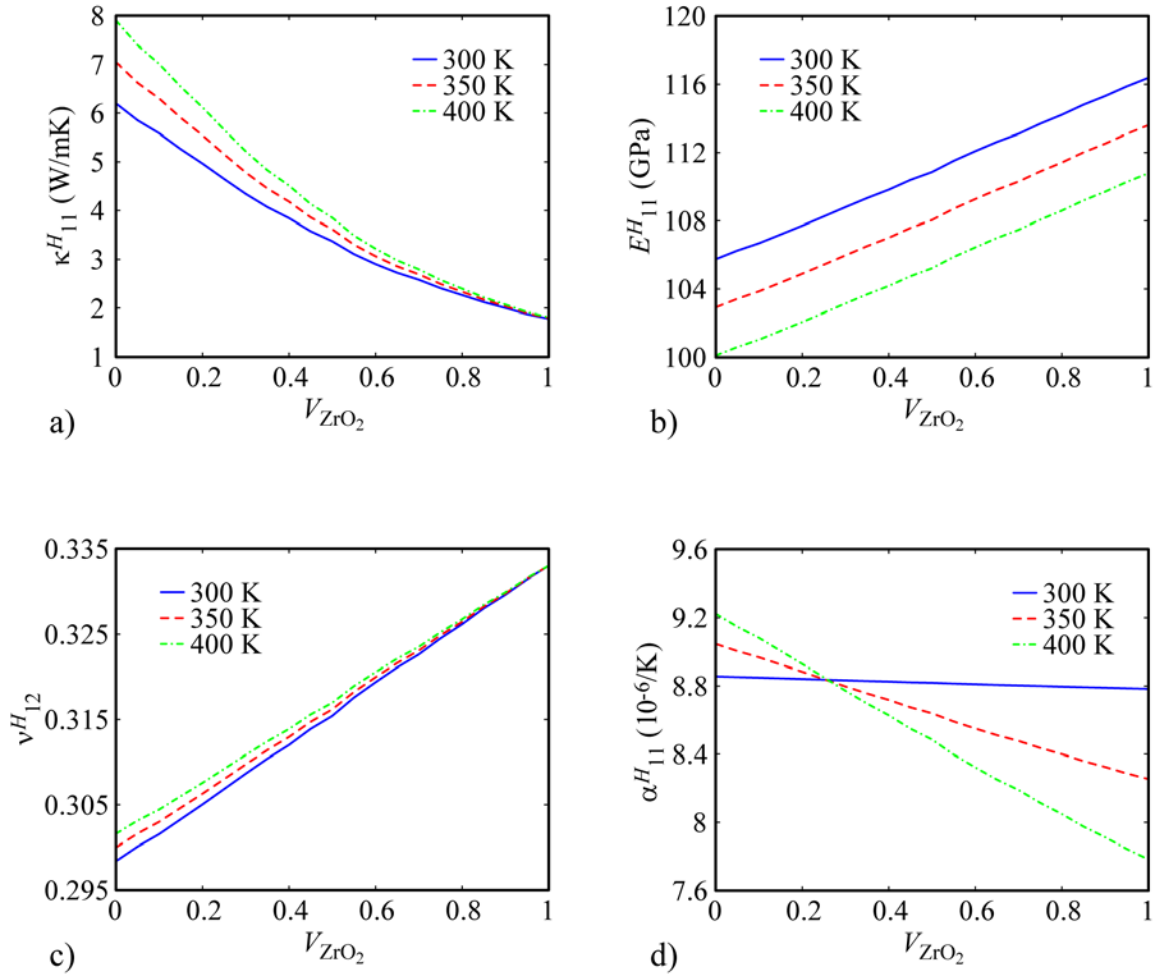 κᴴ₁₁ (W/mK)
8
7
6
5
4
3
2
1
300 K
350 K
400 K
0 0.2 0.4 0.6 0.8 1
V_ZrO₂
a)
Eᴴ₁₁ (GPa)
120
116
112
108
104
100
300 K
350 K
400 K
0 0.2 0.4 0.6 0.8 1
V_ZrO₂
b)
νᴴ₁₂
0.335
0.325
0.315
0.305
0.295
300 K
350 K
400 K
0 0.2 0.4 0.6 0.8 1
V_ZrO₂
c)
αᴴ₁₁ (10⁻⁶/K)
9.6
9.2
8.8
8.4
8
7.6
300 K
350 K
400 K
0 0.2 0.4 0.6 0.8 1
V_ZrO₂
d)